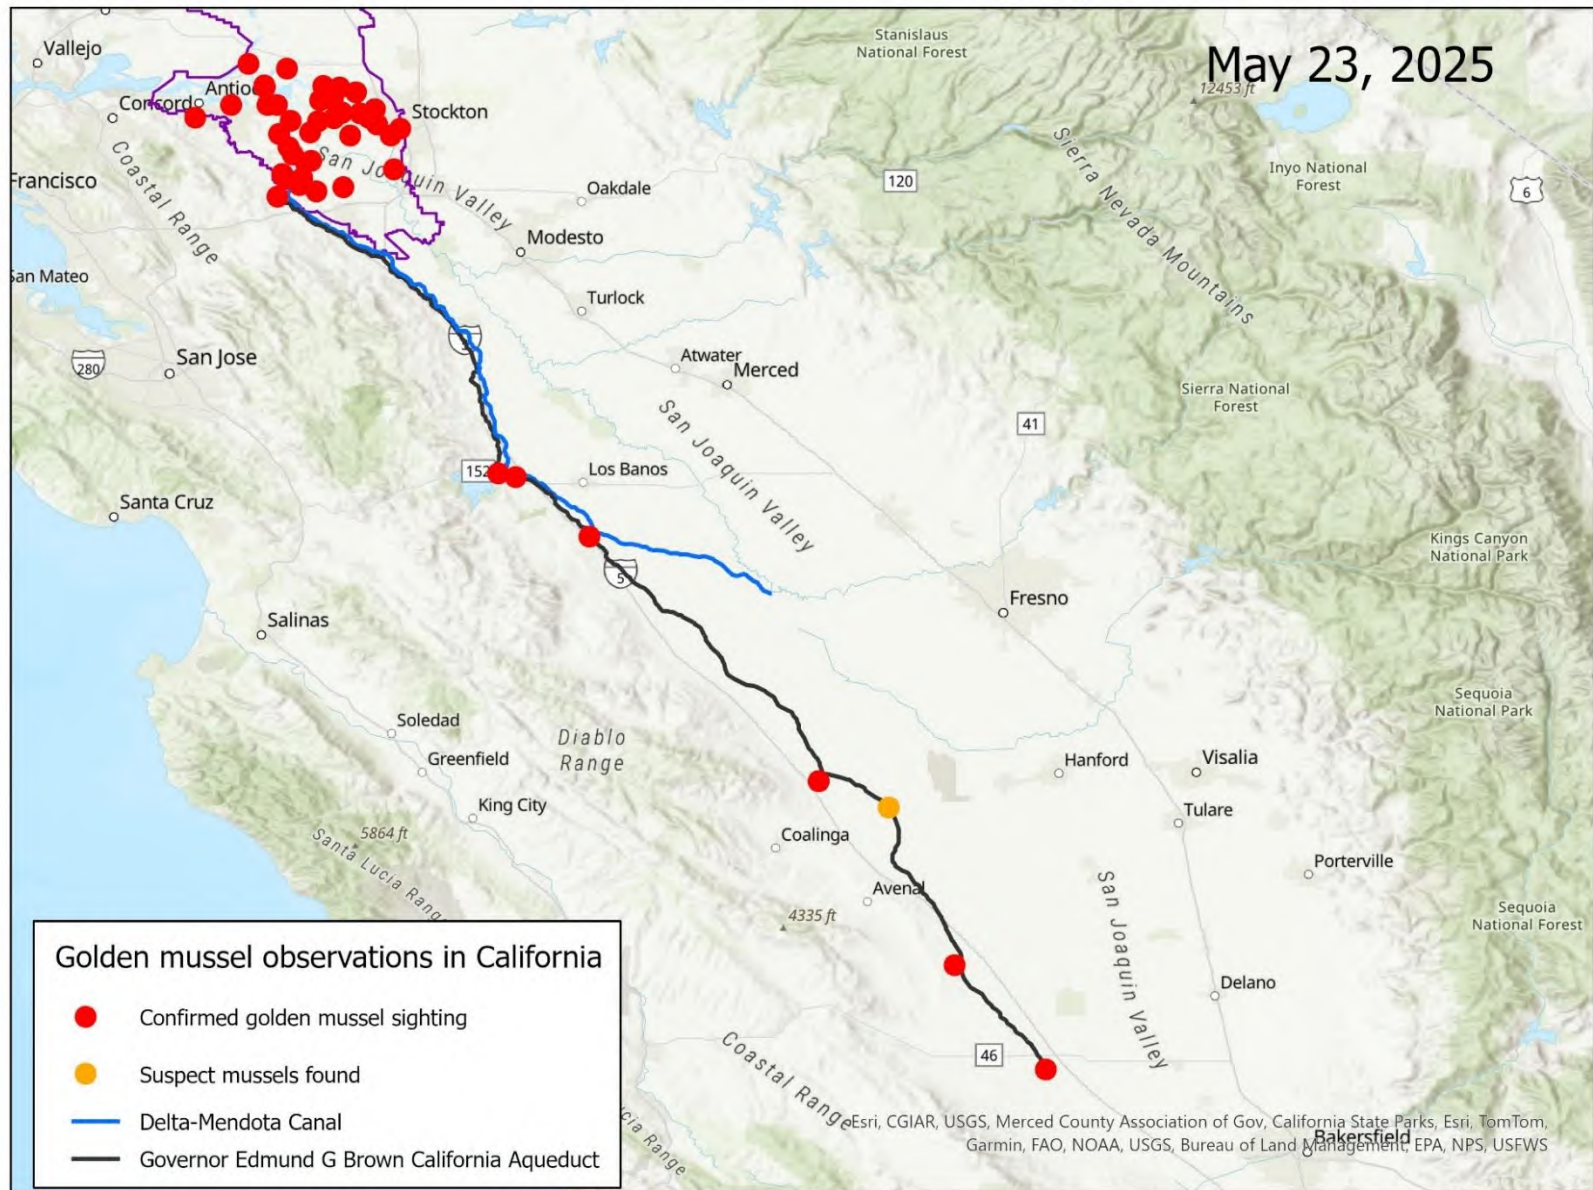 May 23, 2025
Vallejo
Stanislaus
National Forest
12453 ft
Concord
Stockton
Francisco
Coastal Range
San Joaquin Valley
Oakdale
120
Sierra Nevada Mountains
Inyo National
Forest
6
Modesto
San Mateo
Turlock
280
San Jose
Atwater
Merced
Sierra National
Forest
41
San Joaquin Valley
152
Los Banos
Santa Cruz
Kings Canyon
National Park
5
Fresno
Salinas
Sequoia
National Park
Soledad
Diablo
Range
Greenfield
Hanford
Visalia
King City
Tulare
5864 ft
Santa Lucia Range
Coalinga
Porterville
Avenal
4335 ft
San Joaquin Valley
Sequoia
National Forest
Delano
46
Coastal Range
Bakersfield
Golden mussel observations in California
Confirmed golden mussel sighting
Suspect mussels found
Delta-Mendota Canal
Governor Edmund G Brown California Aqueduct
Esri, CGIAR, USGS, Merced County Association of Gov, California State Parks, Esri, TomTom,
Garmin, FAO, NOAA, USGS, Bureau of Land Management, EPA, NPS, USFWS